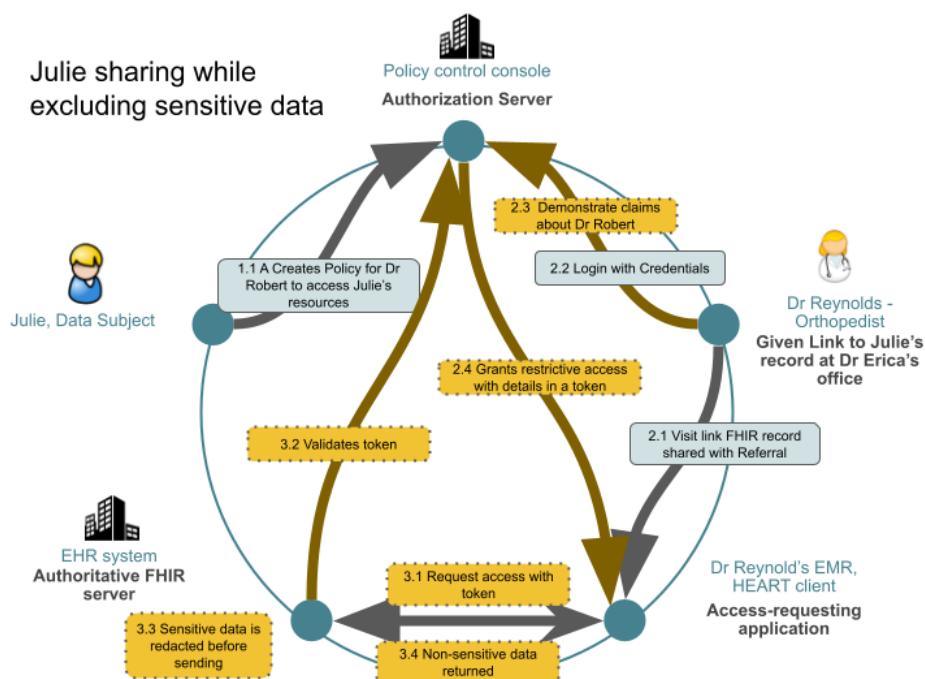 Julie sharing while
excluding sensitive data
Policy control console
Authorization Server
2.3 Demonstrate claims
about Dr Robert
2.2 Login with Credentials
1.1 A Creates Policy for Dr
Robert to access Julie's
resources
Julie, Data Subject
Dr Reynolds -
Orthopedist
Given Link to Julie's
record at Dr Erica's
office
2.4 Grants restrictive access
with details in a token
3.2 Validates token
2.1 Visit link FHIR record
shared with Referral
EHR system
Authoritative FHIR
server
3.1 Request access with
token
Dr Reynold's EMR,
HEART client
Access-requesting
application
3.3 Sensitive data is
redacted before
sending
3.4 Non-sensitive data
returned